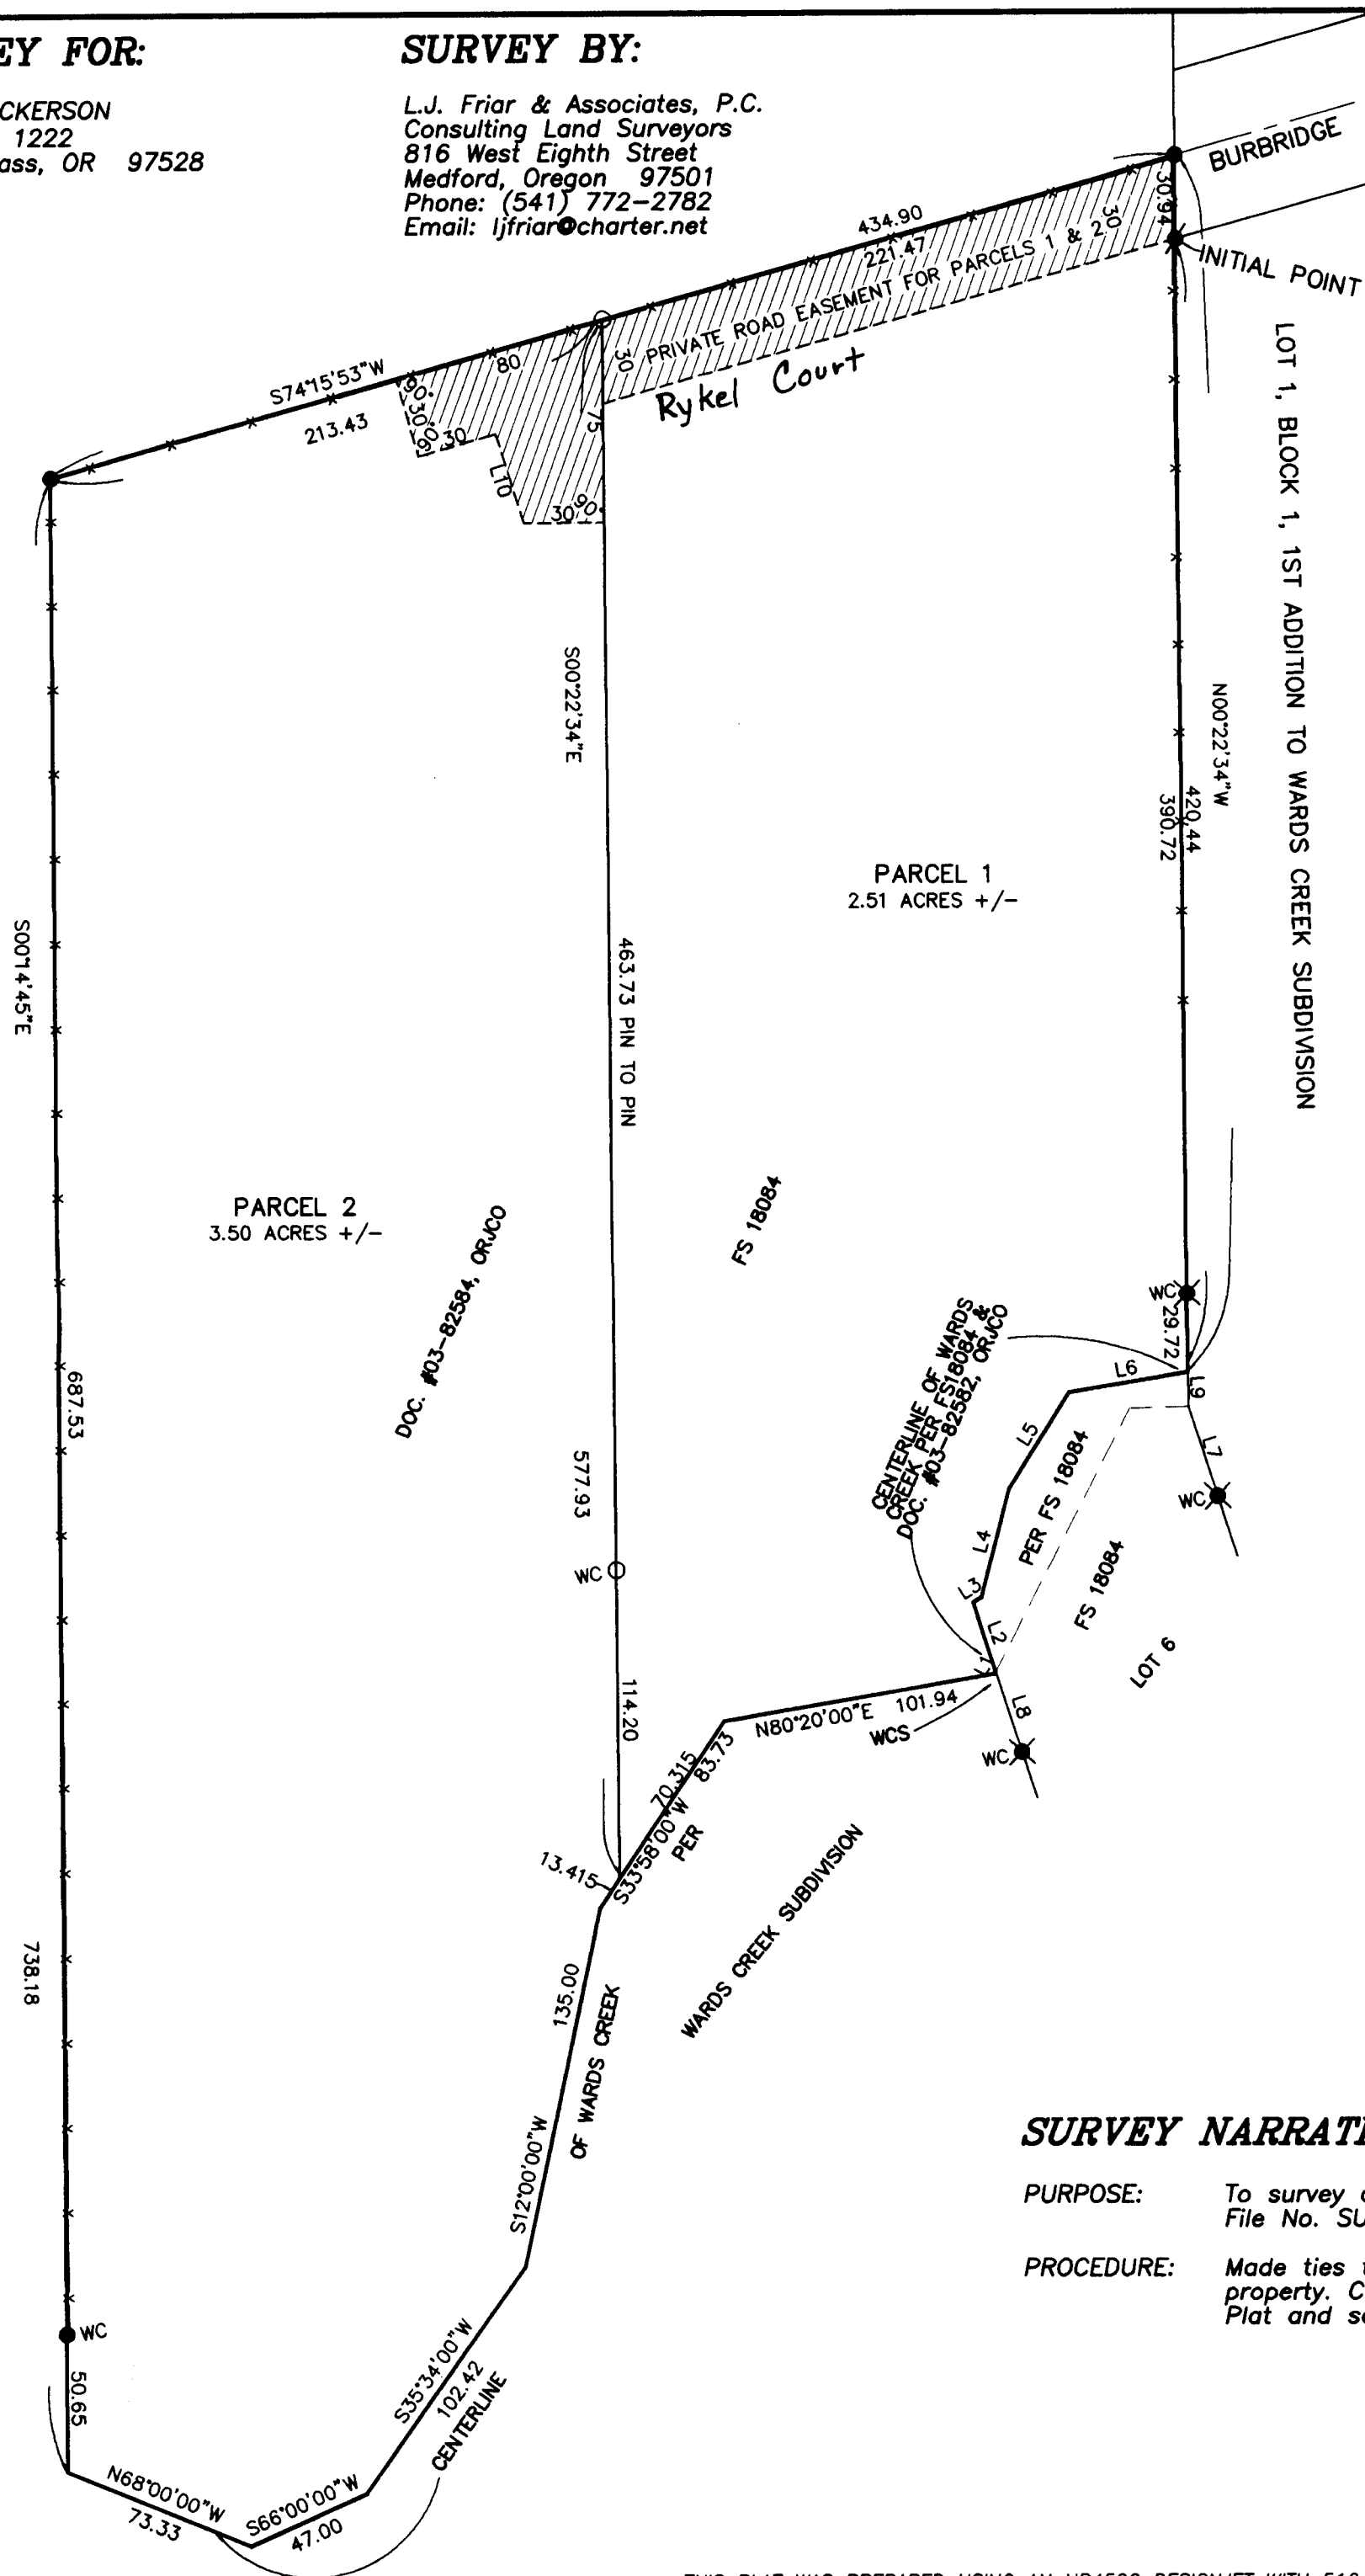 EY FOR:
CKERSON
1222
ass, OR 97528
SURVEY BY:
L.J. Friar & Associates, P.C.
Consulting Land Surveyors
816 West Eighth Street
Medford, Oregon 97501
Phone: (541) 772-2782
Email: ljfriar@charter.net
BURBRIDGE
30.94
INITIAL POINT
434.90
221.47
30
PRIVATE ROAD EASEMENT FOR PARCELS 1 & 2
30
Rykel Court
80
75
S74°15'53"W
213.43
90°
30
90°
30
L10
30
90°
LOT 1, BLOCK 1, 1ST ADDITION TO WARDS CREEK SUBDIVISION
S00°22'34"E
N00°22'34"W
420.44
390.72
PARCEL 1
2.51 ACRES +/-
463.73 PIN TO PIN
S00°14'45"E
PARCEL 2
3.50 ACRES +/-
DOC. #03-82584, ORJCO
FS 18084
CENTERLINE OF WARDS
CREEK PER FS18084 &
DOC. #03-82582, ORJCO
WC
29.72
L6
L9
L5
L7
WC
PER FS 18084
L4
FS 18084
L3
L2
L1
LOT 6
L8
WC
687.53
577.93
WC
114.20
N80°20'00"E 101.94
WCS
70.315
83.73
S33°58'00"W
PER
13.415
WARDS CREEK SUBDIVISION
738.18
135.00
S12°00'00"W
OF WARDS CREEK
SURVEY NARRATI
PURPOSE:
To survey
File No. SU
PROCEDURE:
Made ties
property. C
Plat and s
WC
50.65
S35°34'00"W
102.42
CENTERLINE
N68°00'00"W
73.33
S66°00'00"W
47.00